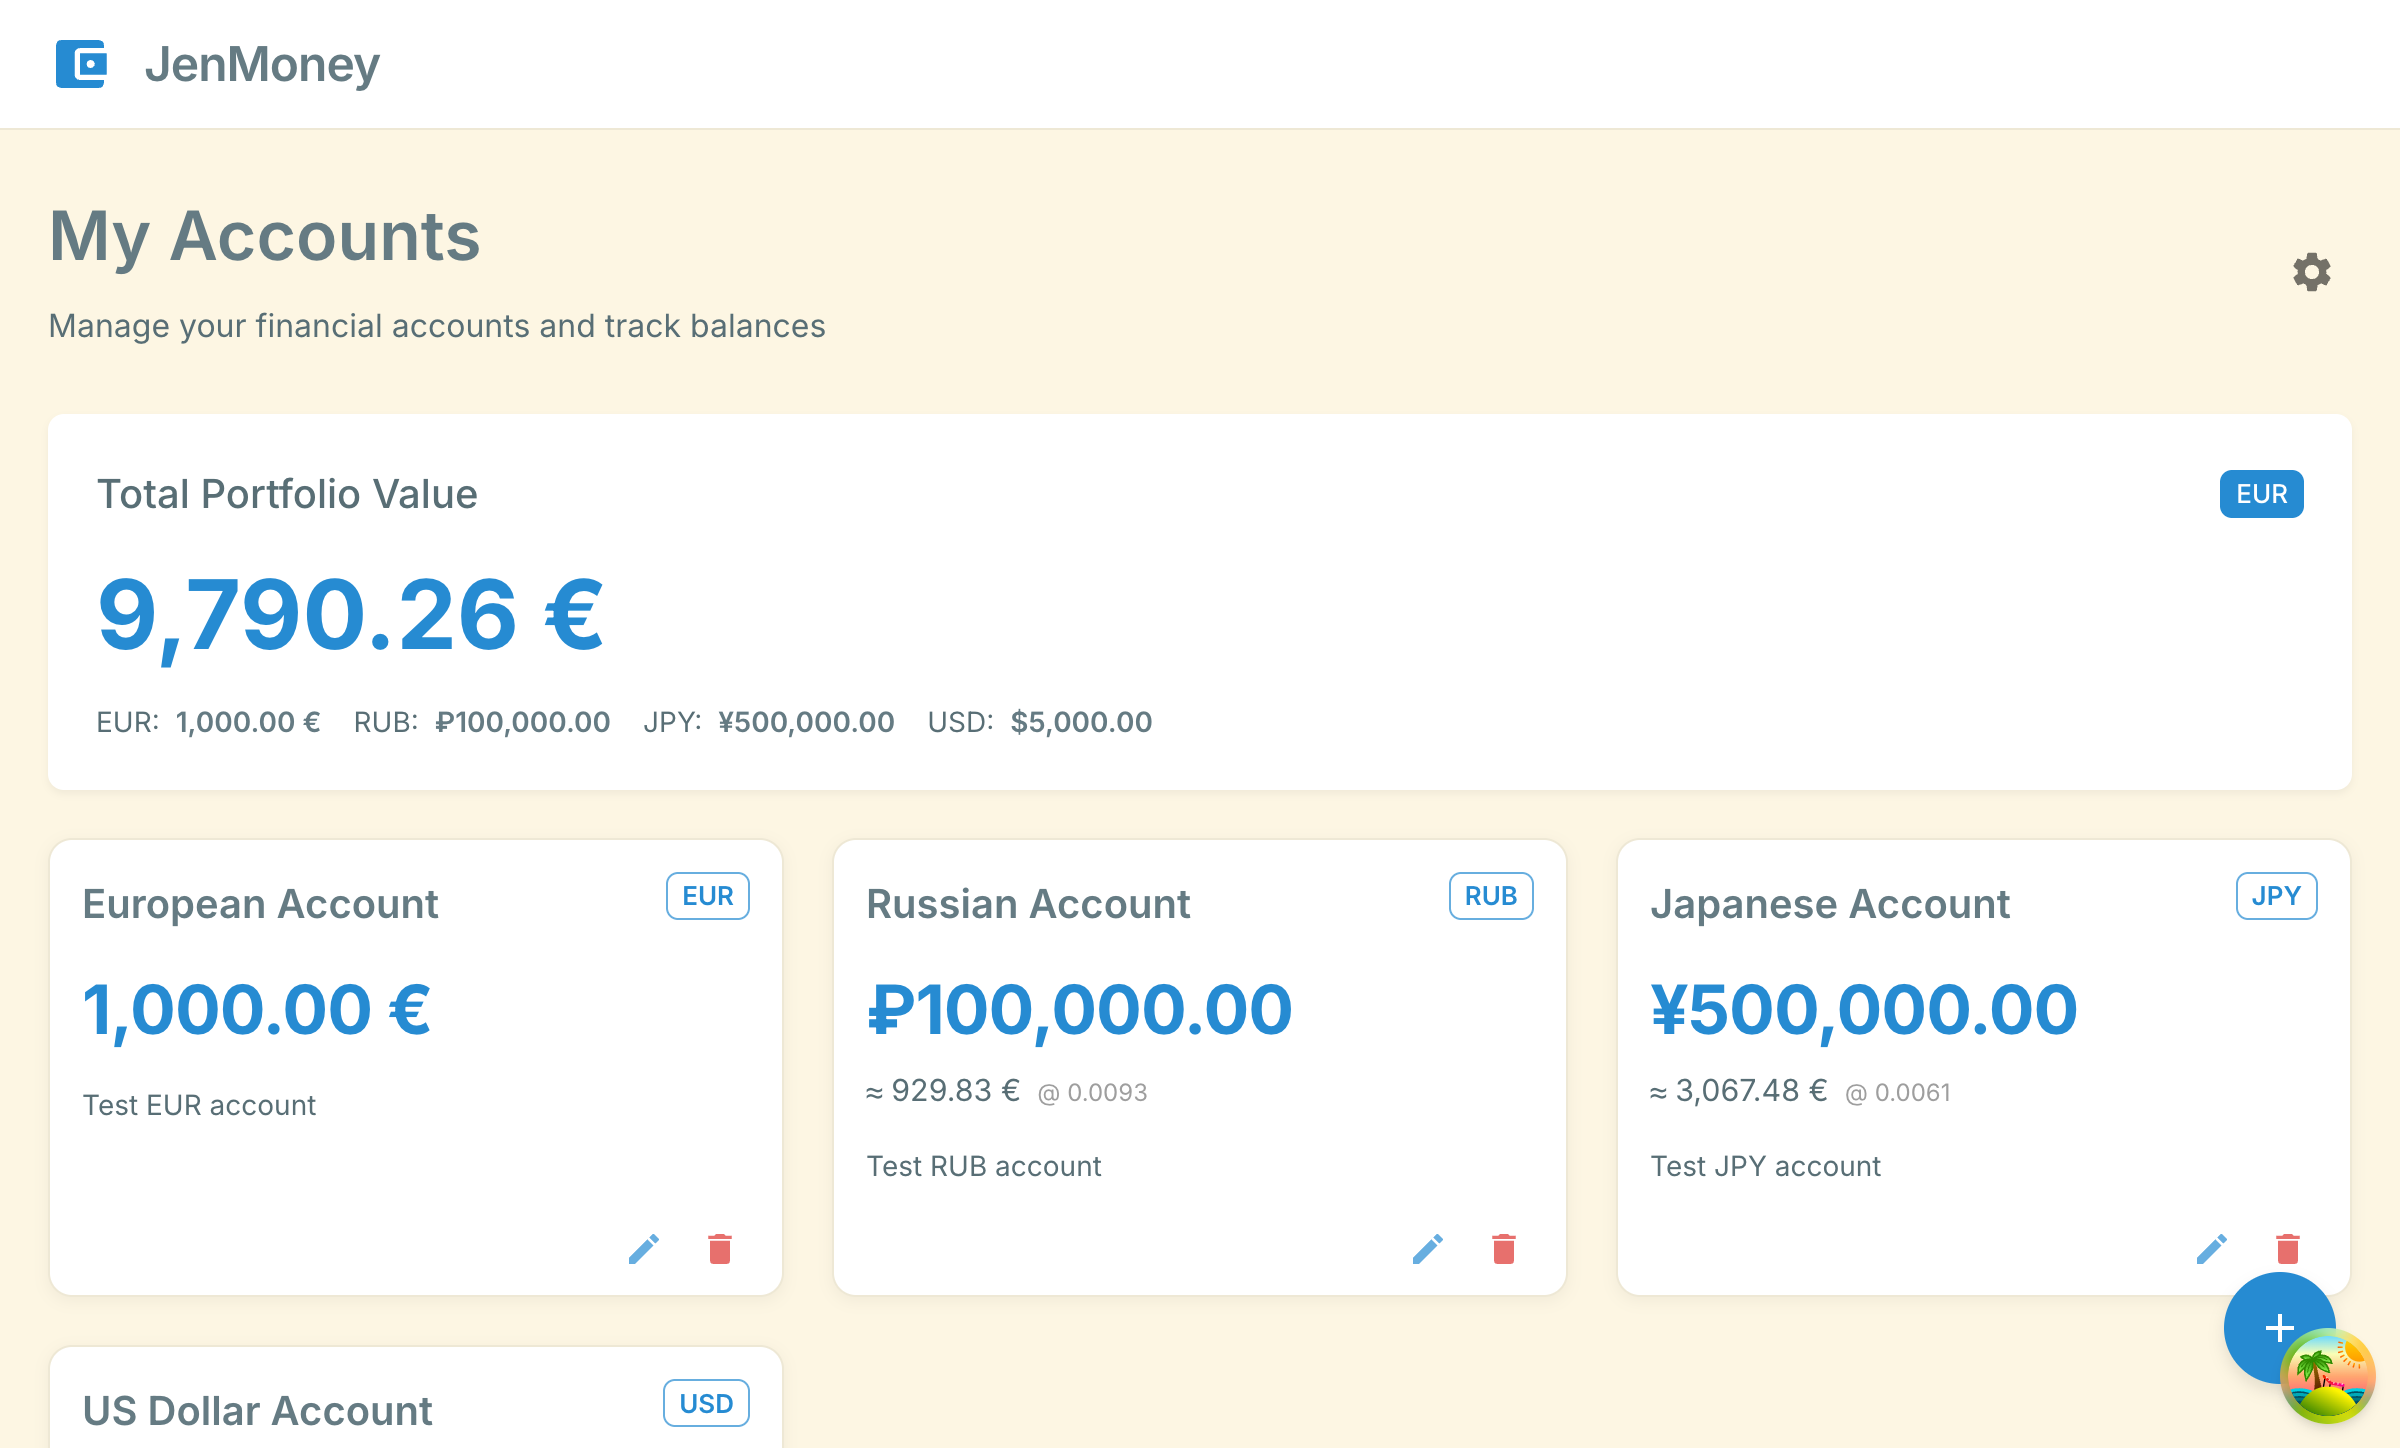 JenMoney
My Accounts
Manage your financial accounts and track balances
Total Portfolio Value
EUR
9,790.26 €
EUR: 1,000.00 € RUB: ₽100,000.00 JPY: ¥500,000.00 USD: $5,000.00
European Account
EUR
1,000.00 €
Test EUR account
Russian Account
RUB
₽100,000.00
≈ 929.83 € @ 0.0093
Test RUB account
Japanese Account
JPY
¥500,000.00
≈ 3,067.48 € @ 0.0061
Test JPY account
US Dollar Account
USD